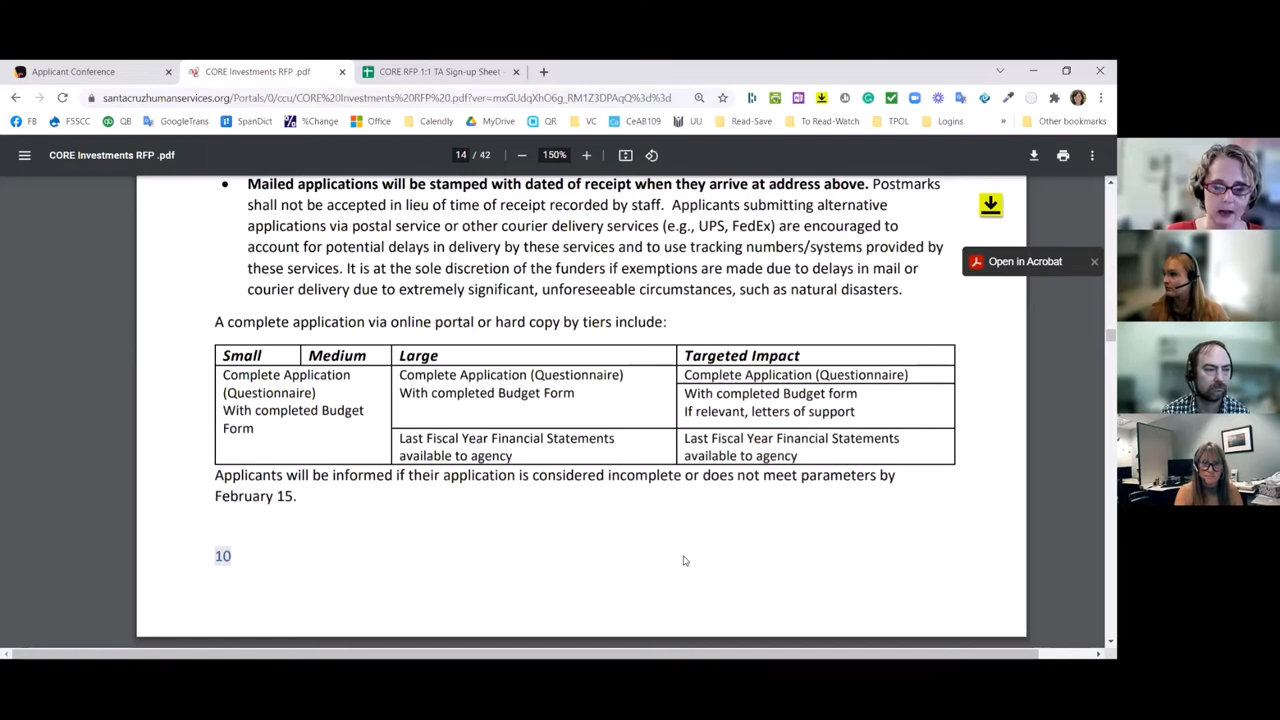 Applicant Conference
CORE Investments RFP .pdf
CORE RFP 1:1 TA Sign-up Sheet -
santacruzhumanservices.org/Portals/0/ccu/CORE%20Investments%20RFP%20.pdf?ver=mxGUdqXhO6g_RM1Z3DPAqQ%3d%3d
FB F5SCC QB GoogleTrans SpanDict %Change Office Calendly MyDrive QR VC CeAB109 UU Read-Save To Read-Watch TPOL Logins » Other bookmarks
CORE Investments RFP .pdf 14 / 42 150%
• Mailed applications will be stamped with dated of receipt when they arrive at address above. Postmarks
shall not be accepted in lieu of time of receipt recorded by staff. Applicants submitting alternative
applications via postal service or other courier delivery services (e.g., UPS, FedEx) are encouraged to
account for potential delays in delivery by these services and to use tracking numbers/systems provided by
these services. It is at the sole discretion of the funders if exemptions are made due to delays in mail or
courier delivery due to extremely significant, unforeseeable circumstances, such as natural disasters.
Open in Acrobat
A complete application via online portal or hard copy by tiers include:
Small Medium Large Targeted Impact
Complete Application
(Questionnaire)
With completed Budget
Form
Complete Application (Questionnaire)
With completed Budget Form
Last Fiscal Year Financial Statements
available to agency
Complete Application (Questionnaire)
With completed Budget form
If relevant, letters of support
Last Fiscal Year Financial Statements
available to agency
Applicants will be informed if their application is considered incomplete or does not meet parameters by
February 15.
10